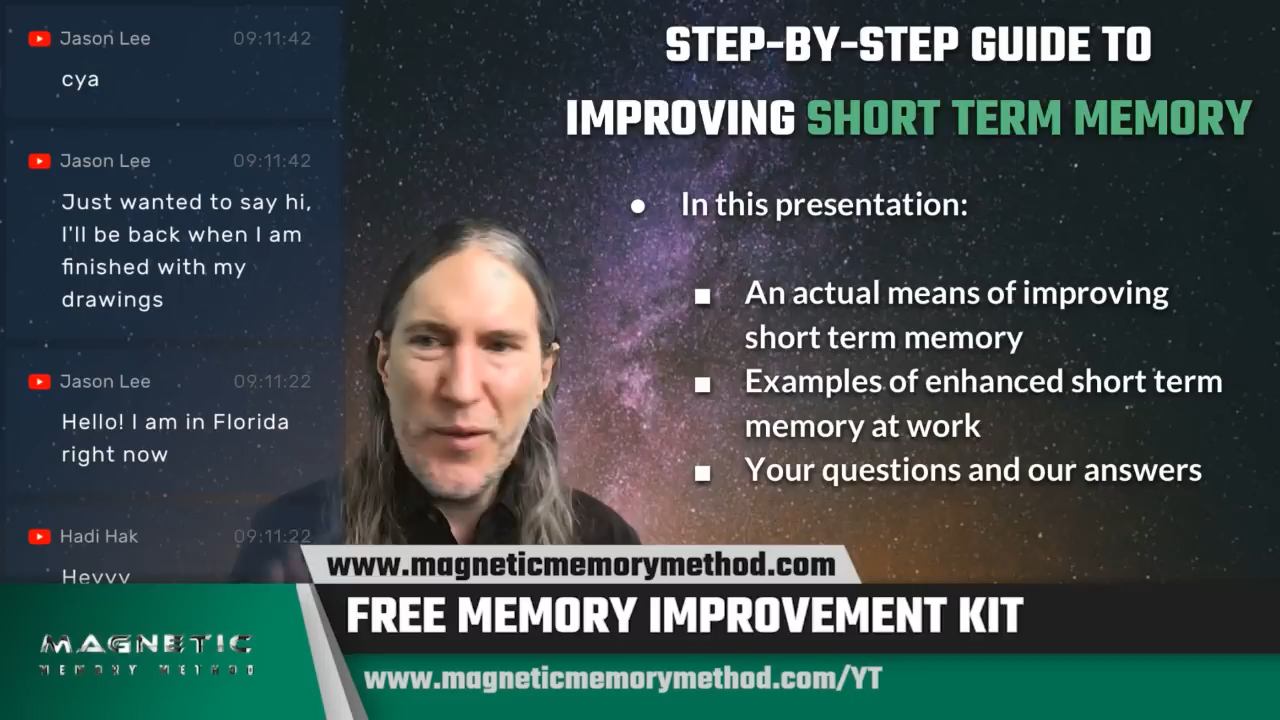 Jason Lee 09:11:42
cya
Jason Lee 09:11:42
Just wanted to say hi,
I'll be back when I am
finished with my
drawings
Jason Lee 09:11:22
Hello! I am in Florida
right now
Hadi Hak 09:11:22
Heyyy
STEP-BY-STEP GUIDE TO
IMPROVING SHORT TERM MEMORY
● In this presentation:
■ An actual means of improving
short term memory
■ Examples of enhanced short term
memory at work
■ Your questions and our answers
www.magneticmemorymethod.com
FREE MEMORY IMPROVEMENT KIT
www.magneticmemorymethod.com/YT
MAGNETIC
MEMORY METHOD